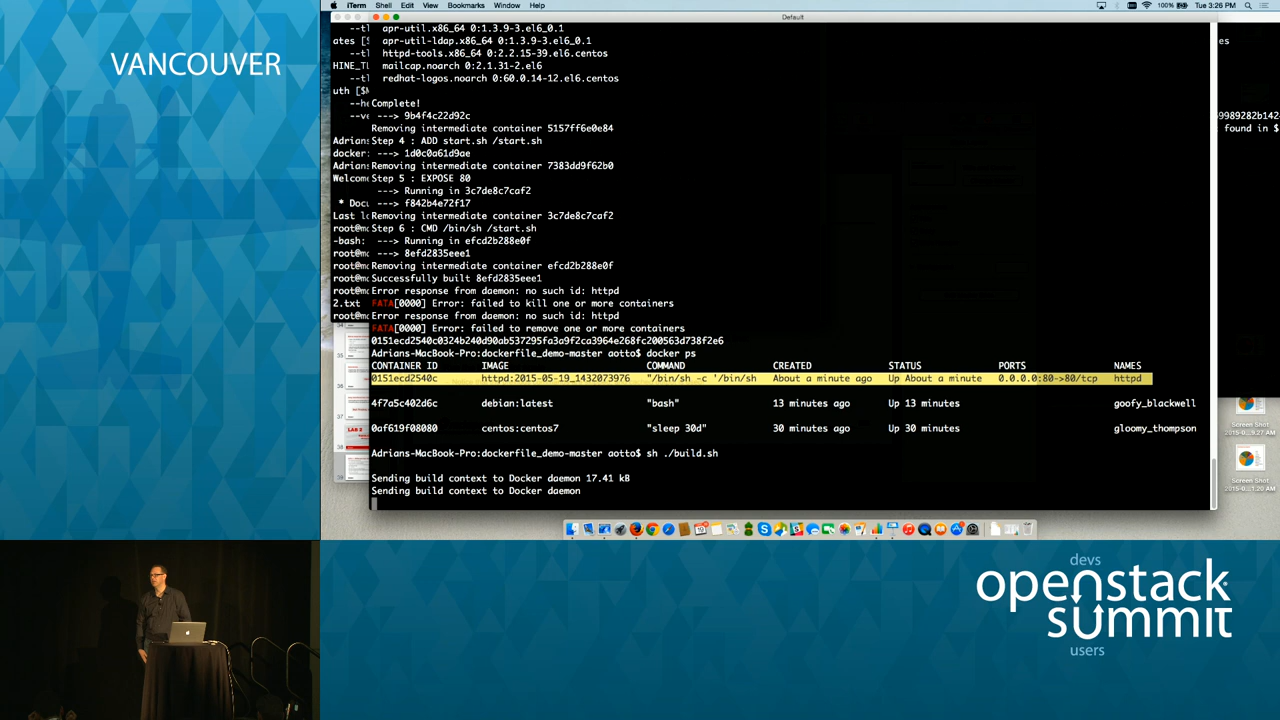 VANCOUVER
iTerm Shell Edit View Bookmarks Window Help
100% Tue 3:26 PM
Default
apr-util.x86_64 0:1.3.9-3.el6_0.1
apr-util-ldap.x86_64 0:1.3.9-3.el6_0.1
httpd-tools.x86_64 0:2.2.15-39.el6.centos
mailcap.noarch 0:2.1.31-2.el6
redhat-logos.noarch 0:60.0.14-12.el6.centos
Complete!
---> 9b4f4c22d92c
Removing intermediate container 5157ff6e0e84
Step 4 : ADD start.sh /start.sh
---> 1d0c0a61d9ae
Removing intermediate container 7383dd9f62b0
Step 5 : EXPOSE 80
---> Running in 3c7de8c7caf2
---> f842b4e72f17
Removing intermediate container 3c7de8c7caf2
Step 6 : CMD /bin/sh /start.sh
---> Running in efcd2b288e0f
---> 8efd2835eee1
Removing intermediate container efcd2b288e0f
Successfully built 8efd2835eee1
Error response from daemon: no such id: httpd
2.txt FATA[0000] Error: failed to kill one or more containers
Error response from daemon: no such id: httpd
FATA[0000] Error: failed to remove one or more containers
0151ecd2540c0324b240d90ab537295fa3a9f2ca3964e268fc200563d738f2e6
Adrians-MacBook-Pro:dockerfile_demo-master aotto$ docker ps
CONTAINER ID IMAGE COMMAND CREATED STATUS PORTS NAMES
0151ecd2540c httpd:2015-05-19_1432073976 "/bin/sh -c '/bin/sh About a minute ago Up About a minute 0.0.0.0:80->80/tcp httpd
4f7a5c402d6c debian:latest "bash" 13 minutes ago Up 13 minutes goofy_blackwell
0af619f08080 centos:centos7 "sleep 30d" 30 minutes ago Up 30 minutes gloomy_thompson
Adrians-MacBook-Pro:dockerfile_demo-master aotto$ sh ./build.sh
Sending build context to Docker daemon 17.41 kB
Sending build context to Docker daemon
found in $
Screen Shot
Screen Shot
devs
openstack
summit
users